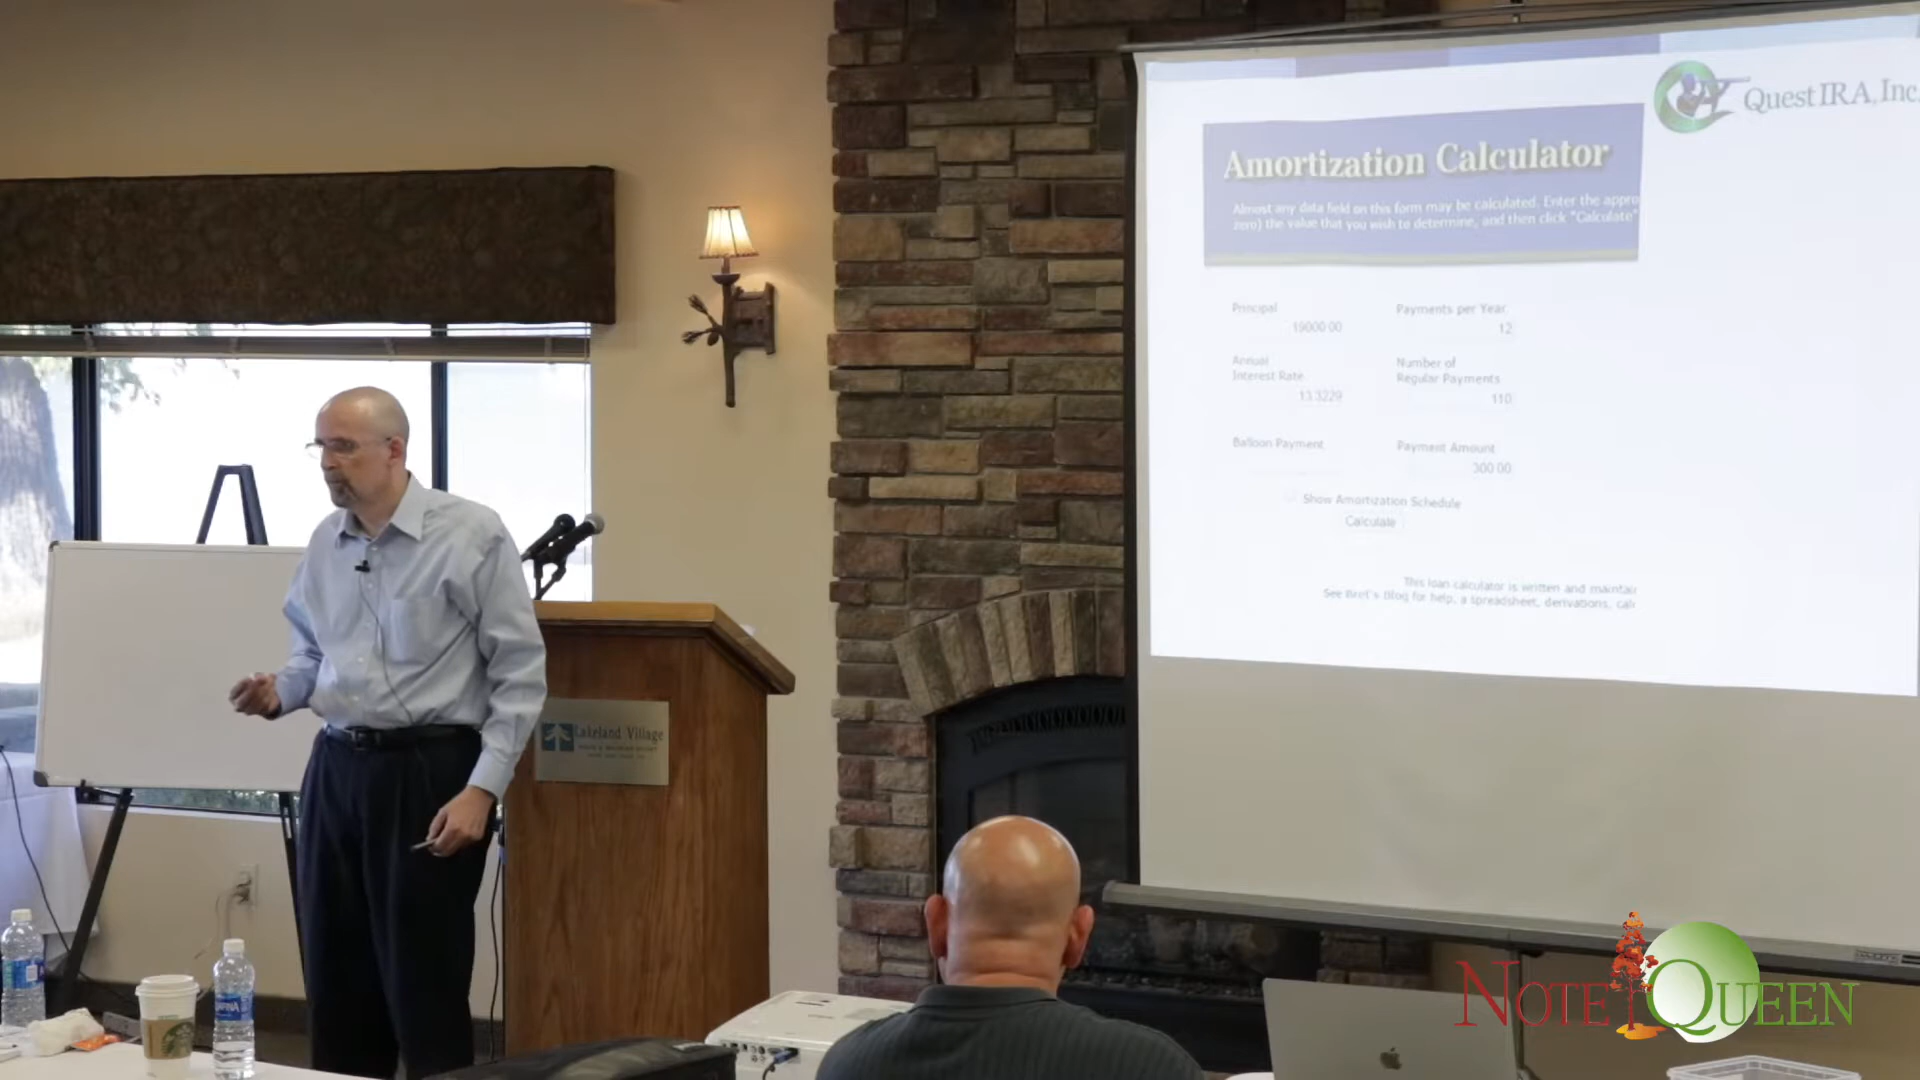 Quest IRA, Inc.
Amortization Calculator
Almost any data field on this form may be calculated. Enter the appro
zero) the value that you wish to determine, and then click "Calculate"
Principal
19000.00
Payments per Year
12
Annual
Interest Rate
13.3229
Number of
Regular Payments
110
Balloon Payment
Payment Amount
300.00
Show Amortization Schedule
Calculate
This loan calculator is written and maintain
See Bret's Blog for help, a spreadsheet, derivations, calc
Lakeland Village
NOTE QUEEN